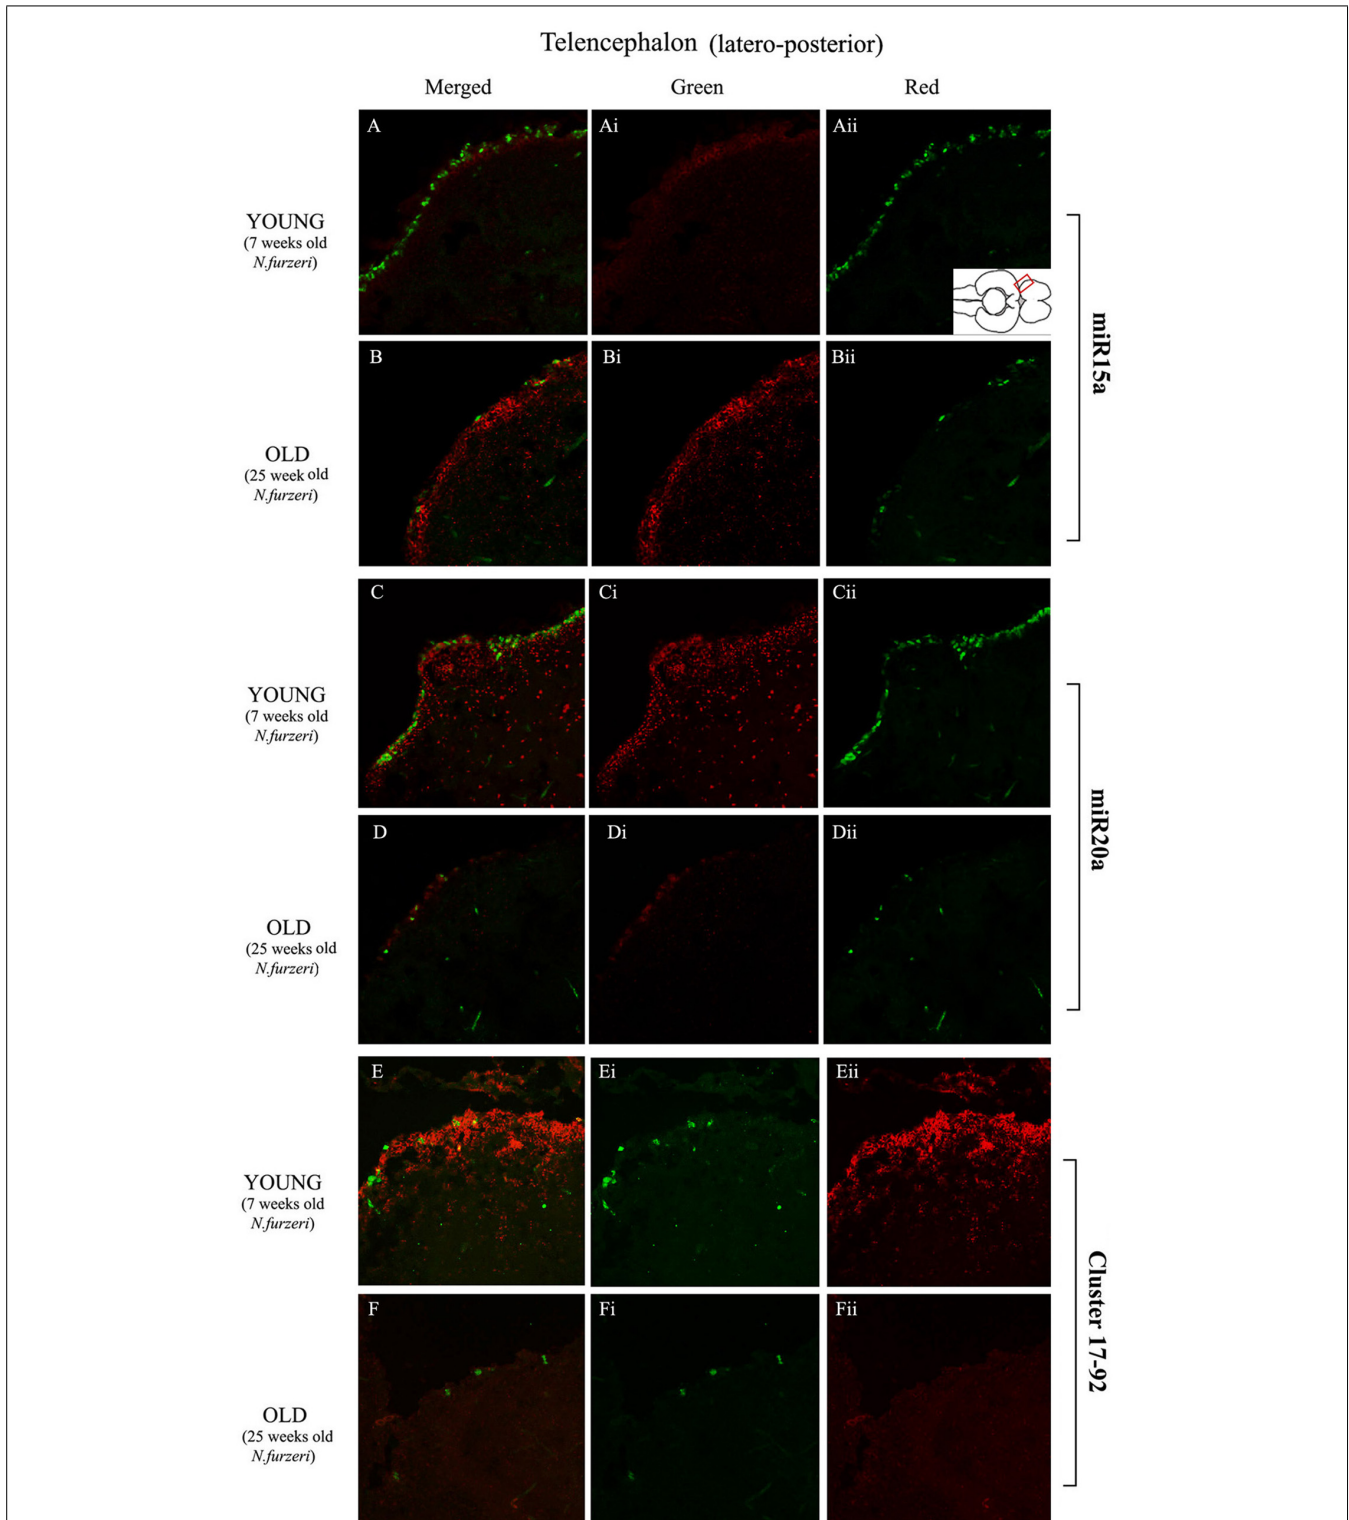 Telencephalon (latero-posterior)
Merged Green Red
A Ai Aii
YOUNG
(7 weeks old
N.furzeri)
B Bi Bii
OLD
(25 week old
N.furzeri)
miR15a
C Ci Cii
YOUNG
(7 weeks old
N.furzeri)
D Di Dii
OLD
(25 weeks old
N.furzeri)
miR20a
E Ei Eii
YOUNG
(7 weeks old
N.furzeri)
F Fi Fii
OLD
(25 weeks old
N.furzeri)
Cluster 17-92